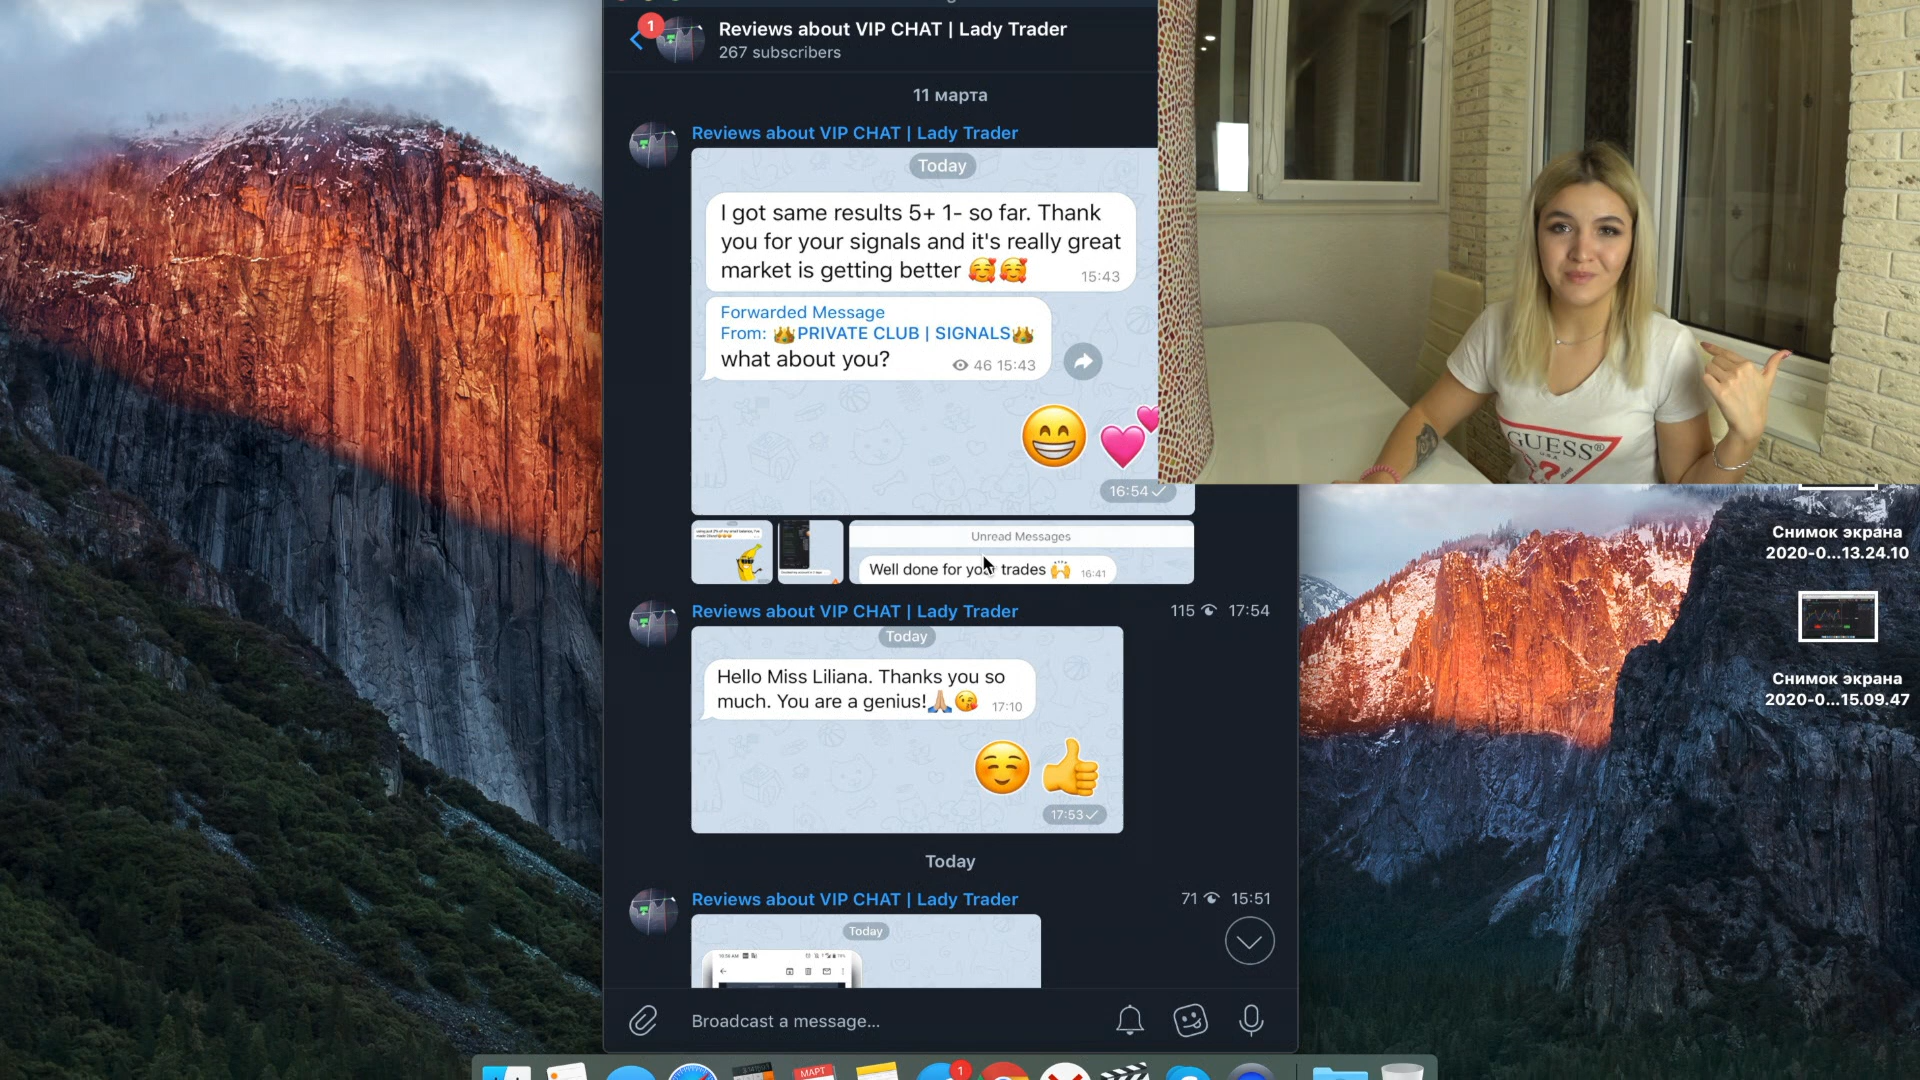 Reviews about VIP CHAT | Lady Trader
267 subscribers
1
11 марта
Reviews about VIP CHAT | Lady Trader
Today
I got same results 5+ 1- so far. Thank
you for your signals and it's really great
market is getting better 🥰🥰
15:43
Forwarded Message
From: 👑PRIVATE CLUB | SIGNALS👑
what about you?
46 15:43
16:54
Unread Messages
Well done for your trades 🙌
16:41
Reviews about VIP CHAT | Lady Trader
115 17:54
Today
Hello Miss Liliana. Thanks you so
much. You are a genius!🙏😘
17:10
17:53
Today
Reviews about VIP CHAT | Lady Trader
71 15:51
Today
Broadcast a message...
GUESS
Снимок экрана
2020-0...13.24.10
Снимок экрана
2020-0...15.09.47
МАРТ
1